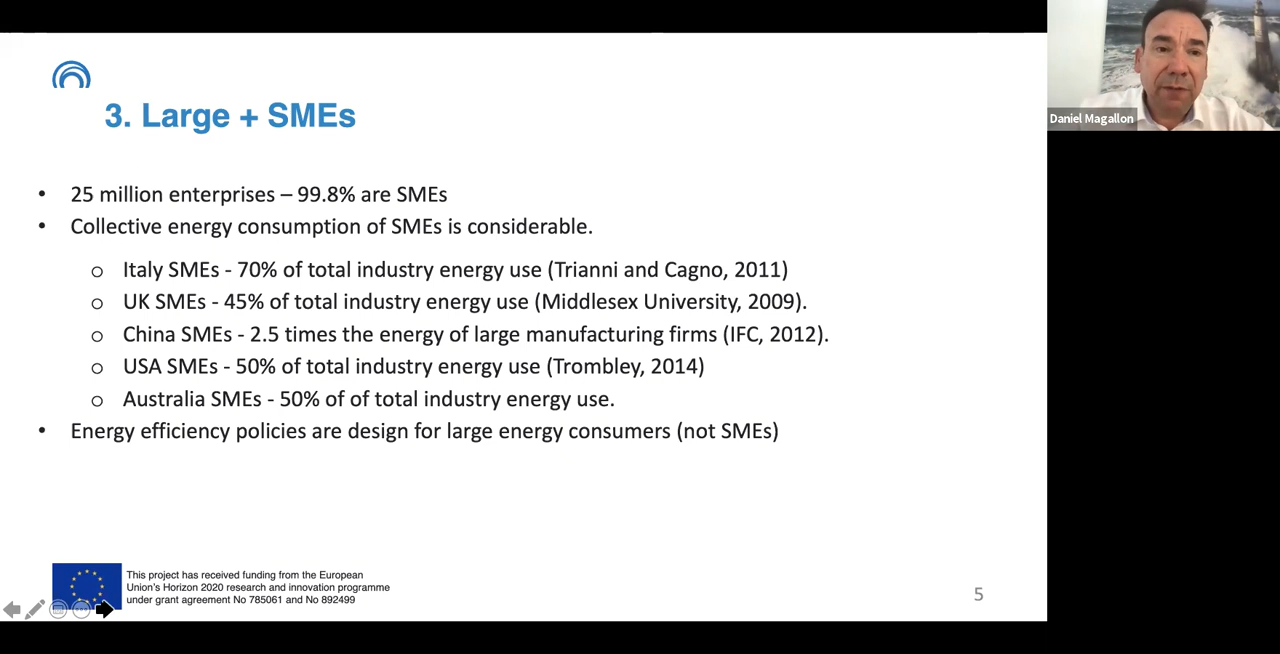 3. Large + SMEs
• 25 million enterprises – 99.8% are SMEs
• Collective energy consumption of SMEs is considerable.
o Italy SMEs - 70% of total industry energy use (Trianni and Cagno, 2011)
o UK SMEs - 45% of total industry energy use (Middlesex University, 2009).
o China SMEs - 2.5 times the energy of large manufacturing firms (IFC, 2012).
o USA SMEs - 50% of total industry energy use (Trombley, 2014)
o Australia SMEs - 50% of of total industry energy use.
• Energy efficiency policies are design for large energy consumers (not SMEs)
This project has received funding from the European
Union's Horizon 2020 research and innovation programme
under grant agreement No 785061 and No 892499
5
Daniel Magallon